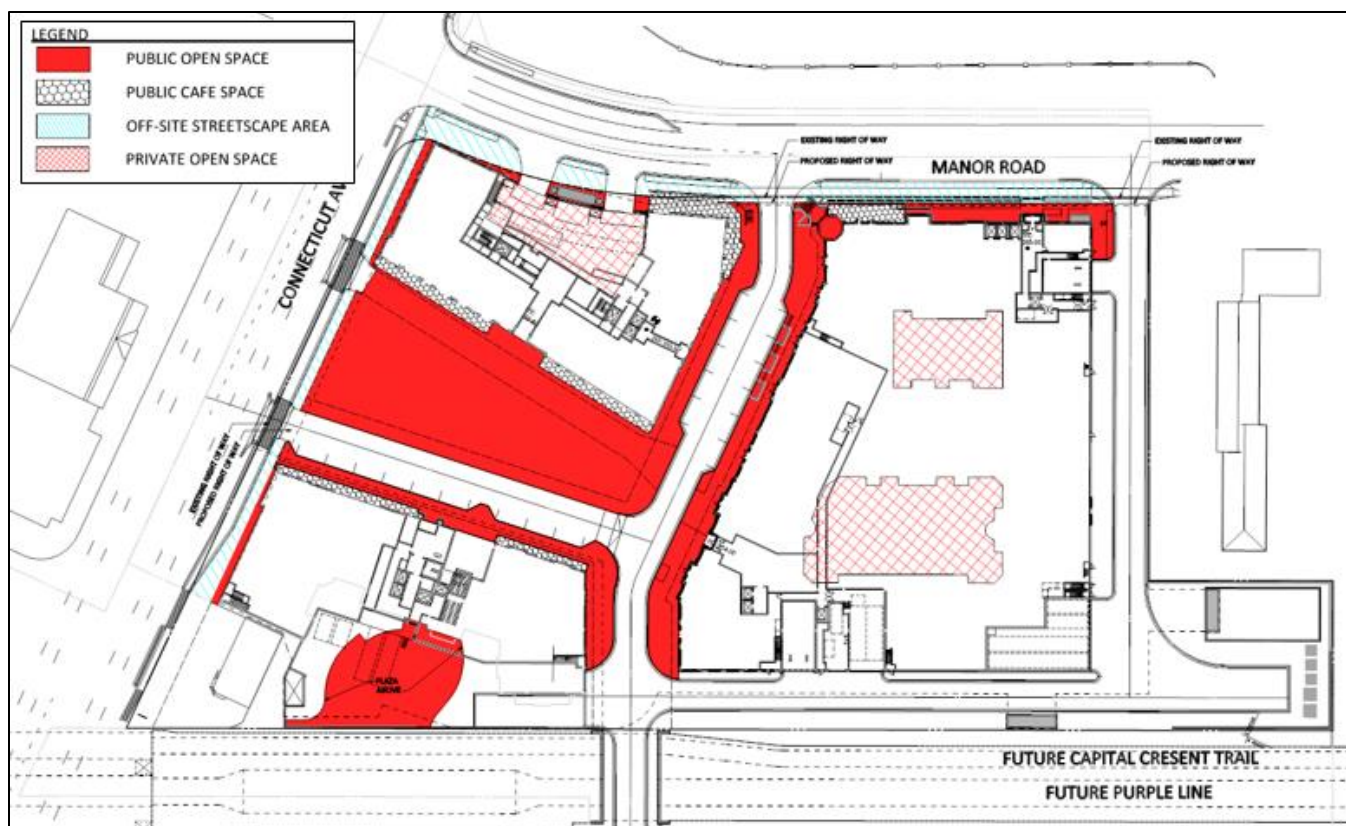 LEGEND
PUBLIC OPEN SPACE
PUBLIC CAFE SPACE
OFF-SITE STREETSCAPE AREA
PRIVATE OPEN SPACE
EXISTING RIGHT OF WAY
PROPOSED RIGHT OF WAY
MANOR ROAD
EXISTING RIGHT OF WAY
PROPOSED RIGHT OF WAY
CONNECTICUT AV
EXISTING RIGHT OF WAY
PROPOSED RIGHT OF WAY
PLAZA
ABOVE
FUTURE CAPITAL CRESENT TRAIL
FUTURE PURPLE LINE